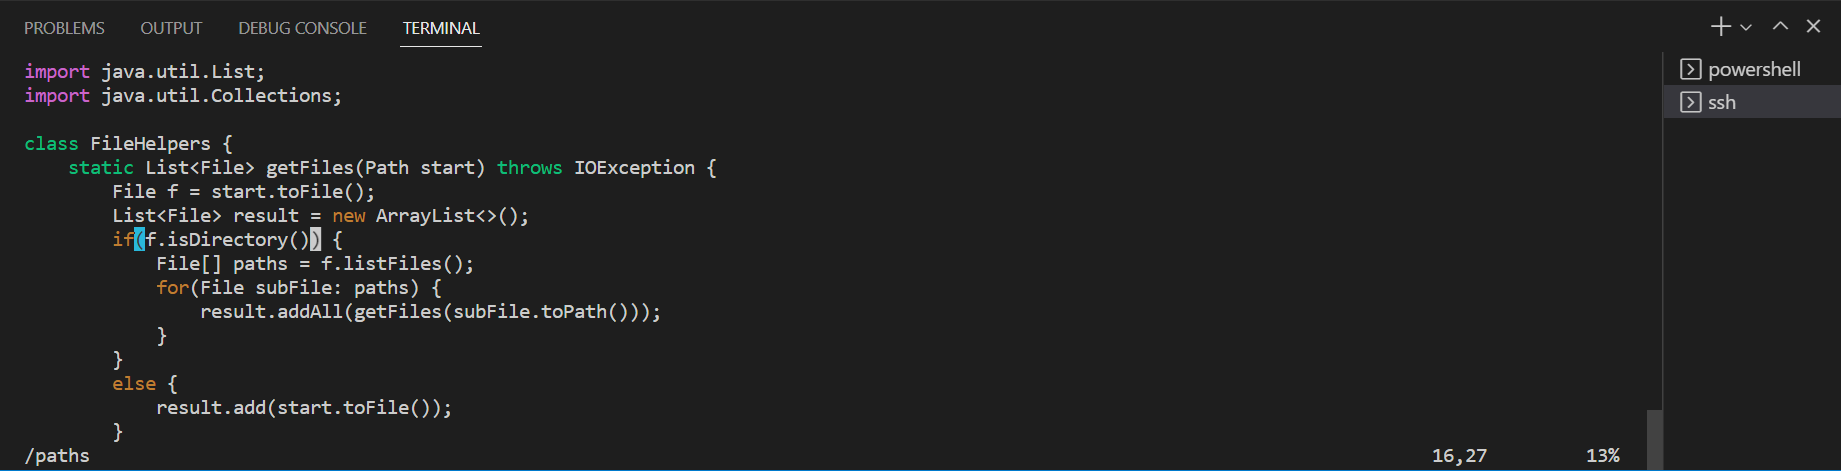 PROBLEMS OUTPUT DEBUG CONSOLE TERMINAL
powershell
ssh
import java.util.List;
import java.util.Collections;

class FileHelpers {
    static List<File> getFiles(Path start) throws IOException {
        File f = start.toFile();
        List<File> result = new ArrayList<>();
        if(f.isDirectory()) {
            File[] paths = f.listFiles();
            for(File subFile: paths) {
                result.addAll(getFiles(subFile.toPath()));
            }
        }
        else {
            result.add(start.toFile());
        }
/paths 16,27 13%